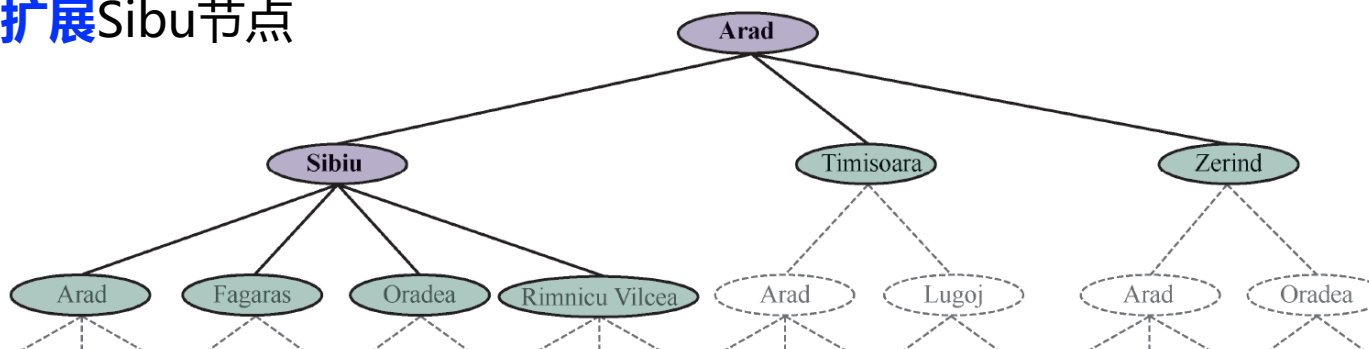 扩展Sibu节点
Arad
Sibiu
Timisoara
Zerind
Arad
Fagaras
Oradea
Rimnicu Vilcea
Arad
Lugoj
Arad
Oradea